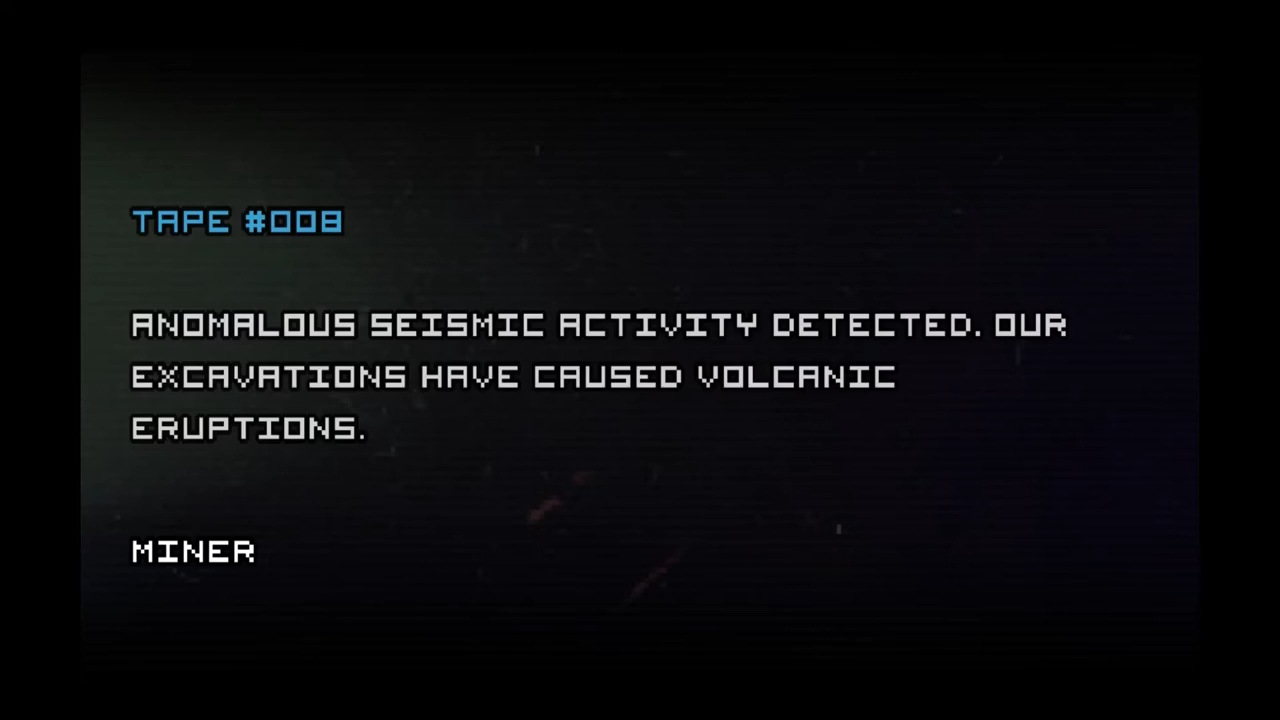 TAPE #008
ANOMALOUS SEISMIC ACTIVITY DETECTED. OUR
EXCAVATIONS HAVE CAUSED VOLCANIC
ERUPTIONS.
MINER